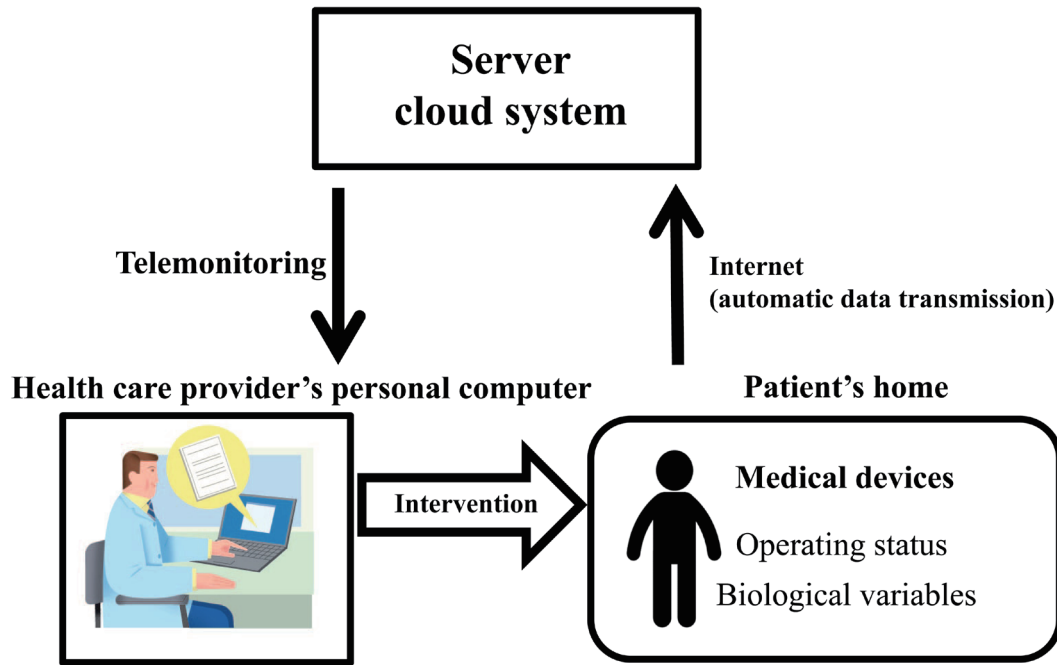 Server
cloud system
Telemonitoring
Internet
(automatic data transmission)
Health care provider’s personal computer
Patient’s home
Intervention
Medical devices
Operating status
Biological variables